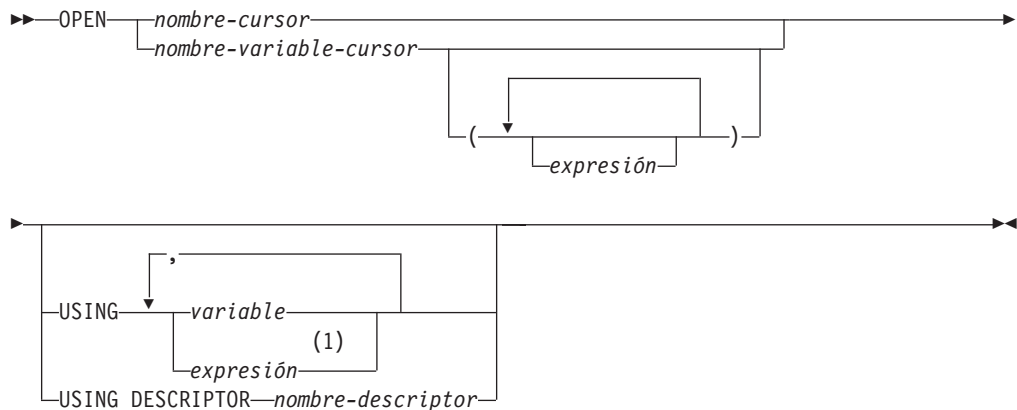 OPEN nombre-cursor
nombre-variable-cursor
( )
expresión
,
USING variable
(1)
expresión
USING DESCRIPTOR nombre-descriptor